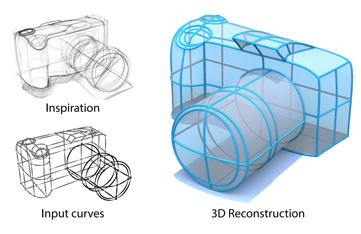 Inspiration
Input curves
3D Reconstruction